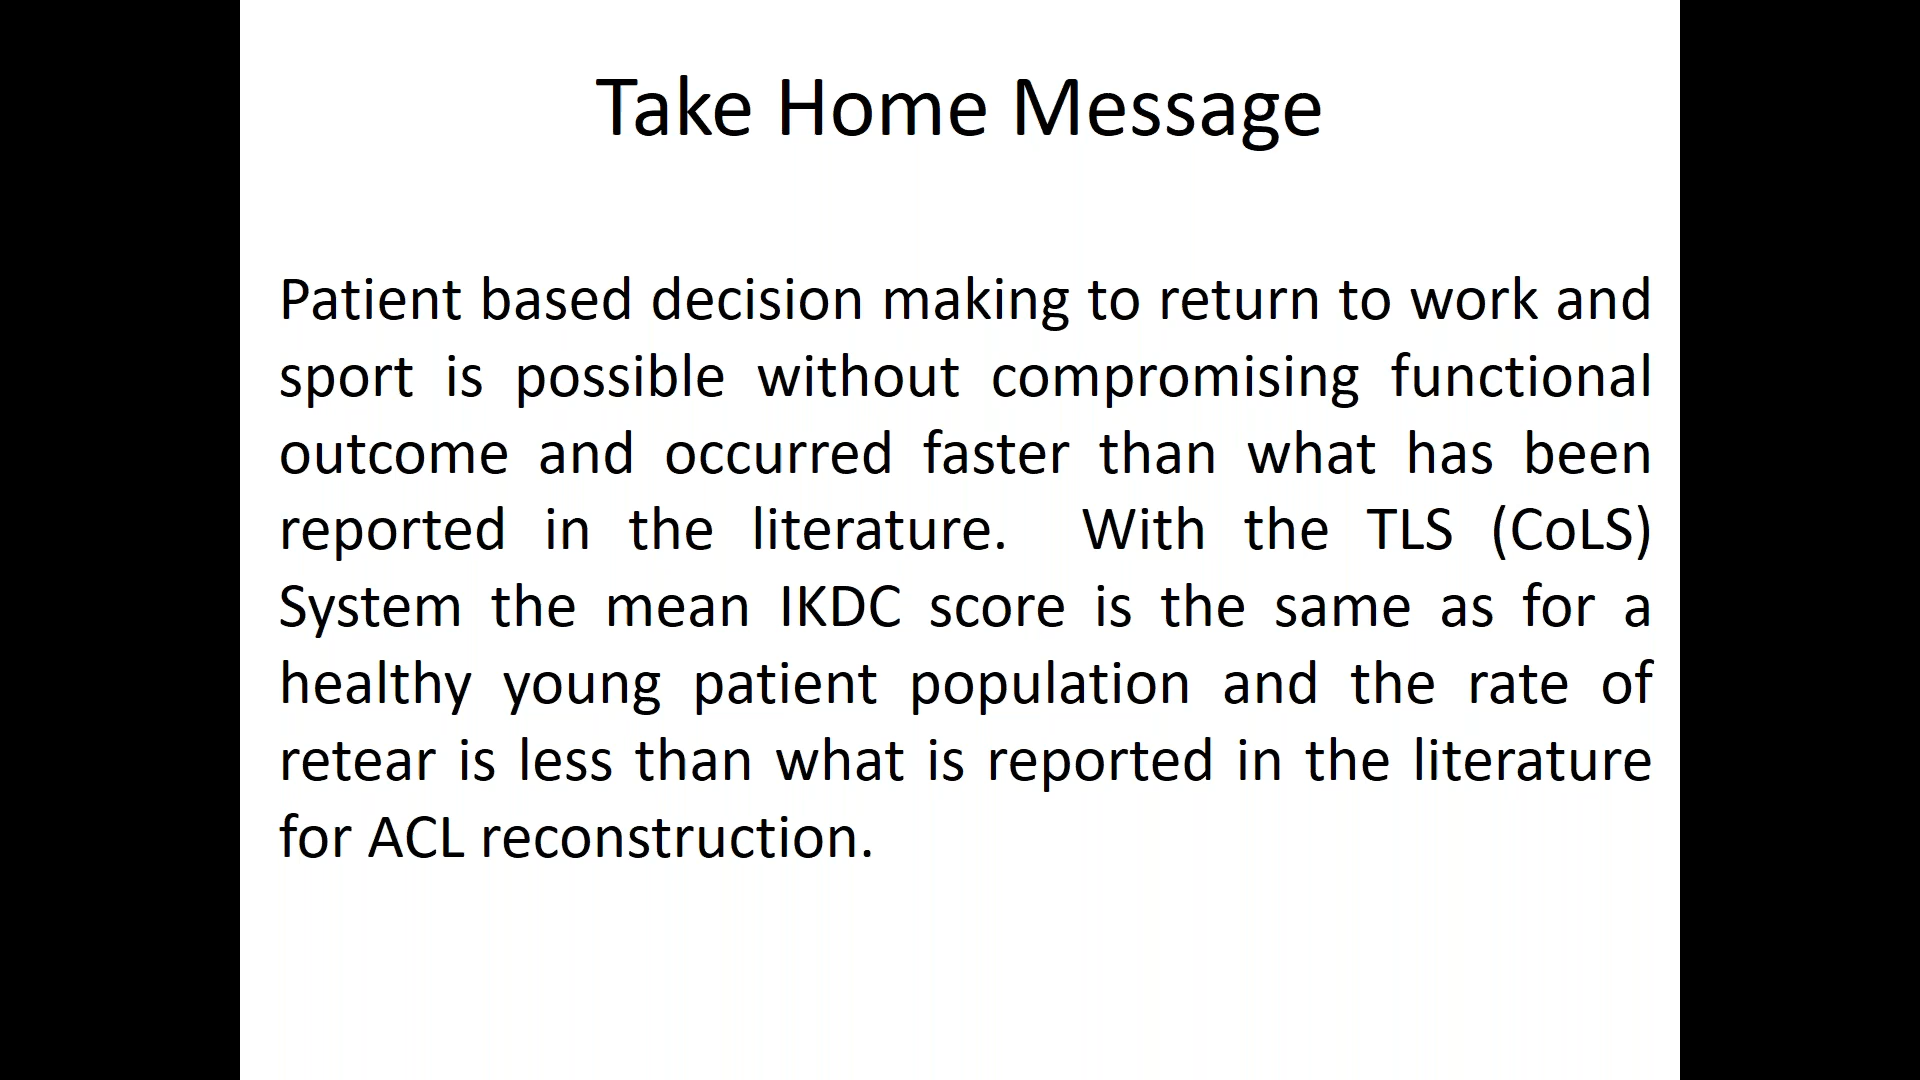 Take Home Message
Patient based decision making to return to work and
sport is possible without compromising functional
outcome and occurred faster than what has been
reported in the literature. With the TLS (CoLS)
System the mean IKDC score is the same as for a
healthy young patient population and the rate of
retear is less than what is reported in the literature
for ACL reconstruction.